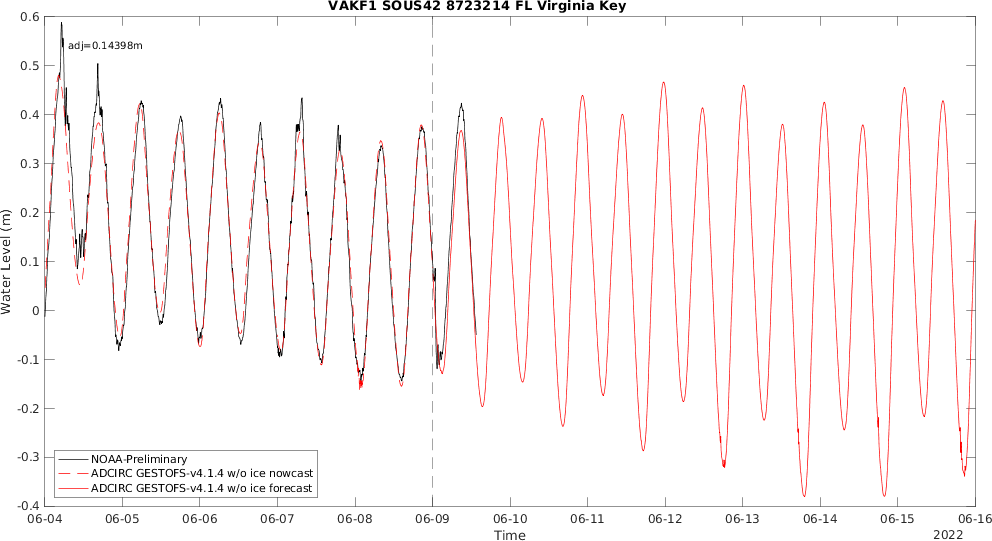 VAKF1 SOUS42 8723214 FL Virginia Key
adj=0.14398m
Water Level (m)
0.6
0.5
0.4
0.3
0.2
0.1
0
-0.1
-0.2
-0.3
-0.4
NOAA-Preliminary
ADCIRC GESTOFS-v4.1.4 w/o ice nowcast
ADCIRC GESTOFS-v4.1.4 w/o ice forecast
06-04 06-05 06-06 06-07 06-08 06-09 06-10 06-11 06-12 06-13 06-14 06-15 06-16
Time
2022